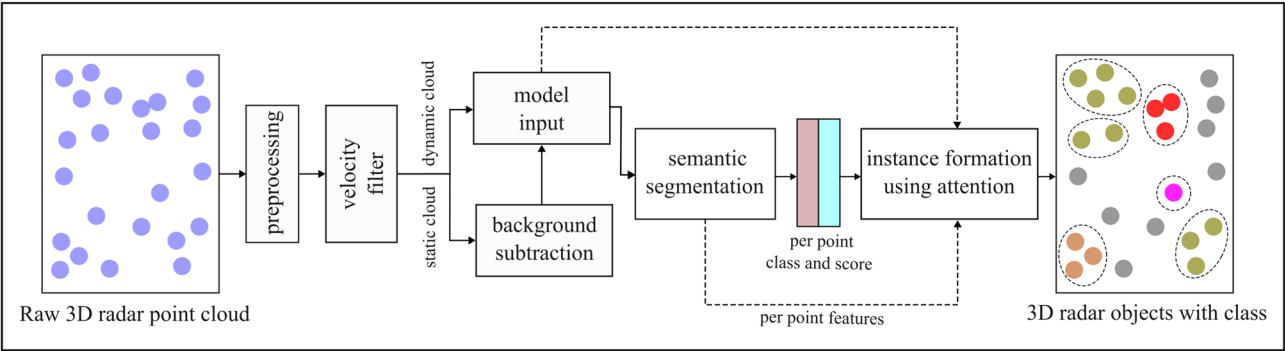 Raw 3D radar point cloud
preprocessing
velocity
filter
dynamic cloud
static cloud
model
input
background
subtraction
semantic
segmentation
per point
class and score
per point features
instance formation
using attention
3D radar objects with class